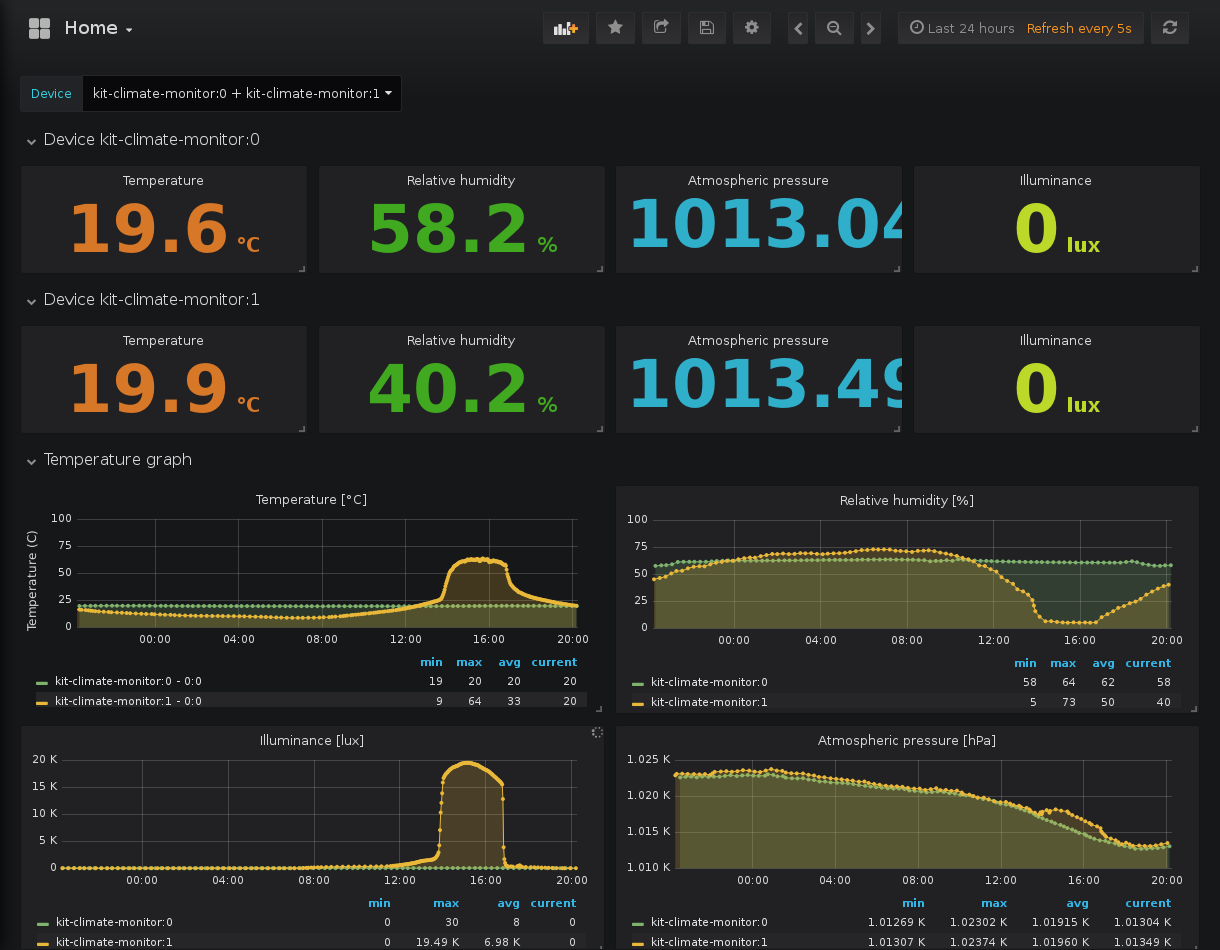 Home
Last 24 hours Refresh every 5s
Device kit-climate-monitor:0 + kit-climate-monitor:1
Device kit-climate-monitor:0
Temperature Relative humidity Atmospheric pressure Illuminance
19.6 °C 58.2 % 1013.04 0 lux
Device kit-climate-monitor:1
Temperature Relative humidity Atmospheric pressure Illuminance
19.9 °C 40.2 % 1013.49 0 lux
Temperature graph
Temperature [°C]
Temperature (C)
100
75
50
25
0
00:00 04:00 08:00 12:00 16:00 20:00
min max avg current
kit-climate-monitor:0 - 0:0 19 20 20 20
kit-climate-monitor:1 - 0:0 9 64 33 20
Relative humidity [%]
100
75
50
25
0
00:00 04:00 08:00 12:00 16:00 20:00
min max avg current
kit-climate-monitor:0 58 64 62 58
kit-climate-monitor:1 5 73 50 40
Illuminance [lux]
20 K
15 K
10 K
5 K
0
00:00 04:00 08:00 12:00 16:00 20:00
min max avg current
kit-climate-monitor:0 0 30 8 0
kit-climate-monitor:1 0 19.49 K 6.98 K 0
Atmospheric pressure [hPa]
1.025 K
1.020 K
1.015 K
1.010 K
00:00 04:00 08:00 12:00 16:00 20:00
min max avg current
kit-climate-monitor:0 1.01269 K 1.02302 K 1.01915 K 1.01304 K
kit-climate-monitor:1 1.01307 K 1.02374 K 1.01960 K 1.01349 K